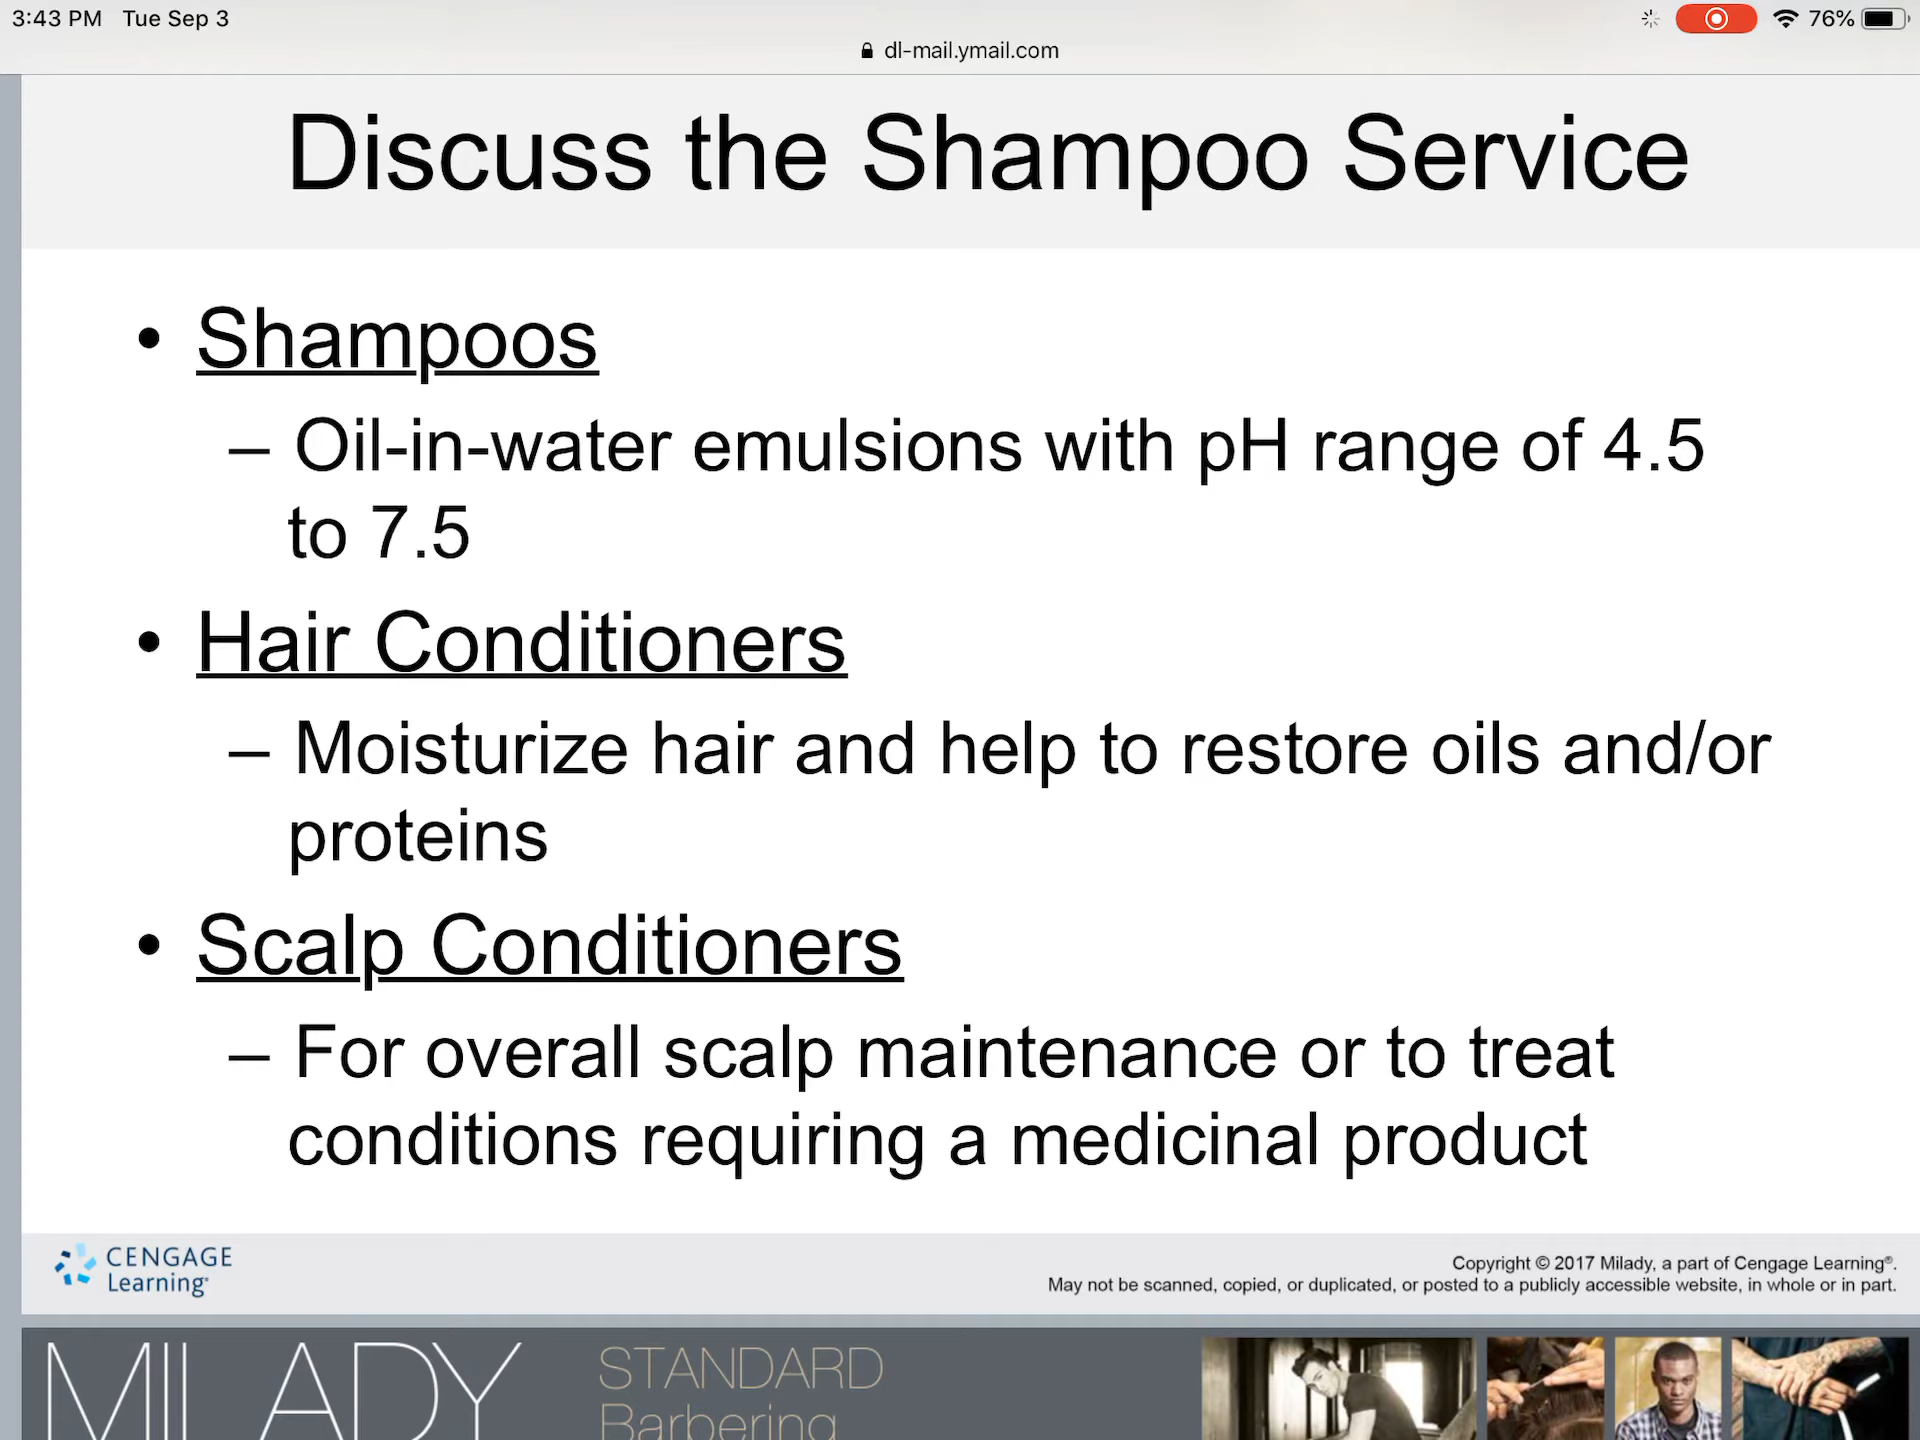 3:43 PM Tue Sep 3
76%
dl-mail.ymail.com
Discuss the Shampoo Service
• Shampoos
– Oil-in-water emulsions with pH range of 4.5
to 7.5
• Hair Conditioners
– Moisturize hair and help to restore oils and/or
proteins
• Scalp Conditioners
– For overall scalp maintenance or to treat
conditions requiring a medicinal product
CENGAGE
Learning®
Copyright © 2017 Milady, a part of Cengage Learning®.
May not be scanned, copied, or duplicated, or posted to a publicly accessible website, in whole or in part.
MILADY
STANDARD
Barbering